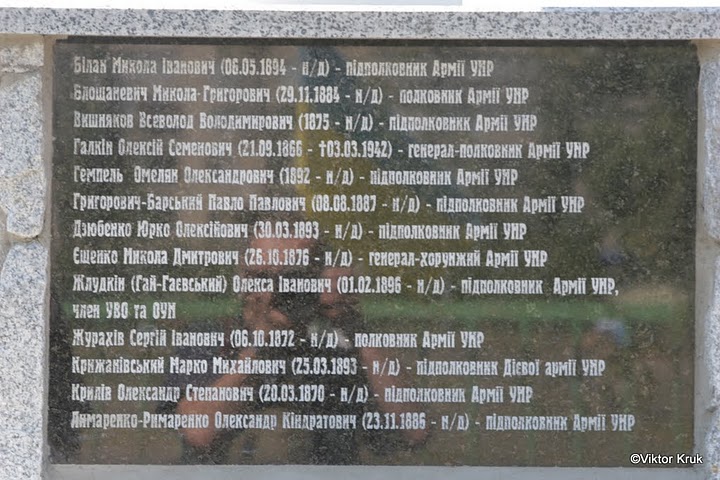 Білан Микола Іванович (06.05.1894 - н/д) - підполковник Армії УНР
Блощаневич Микола-Григорович (29.11.1884 - н/д) - полковник Армії УНР
Вишняков Всеволод Володимирович (1875 - н/д) - підполковник Армії УНР
Галкін Олексій Семенович (21.09.1866 - †03.03.1942) - генерал-полковник Армії УНР
Гемпель Омелян Олександрович (1892 - н/д) - підполковник Армії УНР
Григорович-Барський Павло Павлович (08.08.1887 - н/д) - підполковник Армії УНР
Дзюбенко Юрко Олексійович (30.03.1893 - н/д) - підполковник Армії УНР
Єщенко Микола Дмитрович (26.10.1876 - н/д) - генерал-хорунжий Армії УНР
Жлудкін (Гай-Гаєвський) Олекса Іванович (01.02.1896 - н/д) - підполковник Армії УНР,
член УВО та ОУН
Журахів Сергій Іванович (06.10.1872 - н/д) - полковник Армії УНР
Крижаківський Марко Михайлович (25.03.1893 - н/д) - підполковник Дієвої армії УНР
Крилів Олександр Степанович (20.03.1870 - н/д) - підполковник Армії УНР
Лимаренко-Римаренко Олександр Кіндратович (23.11.1886 - н/д) - підполковник Армії УНР
©Viktor Kruk